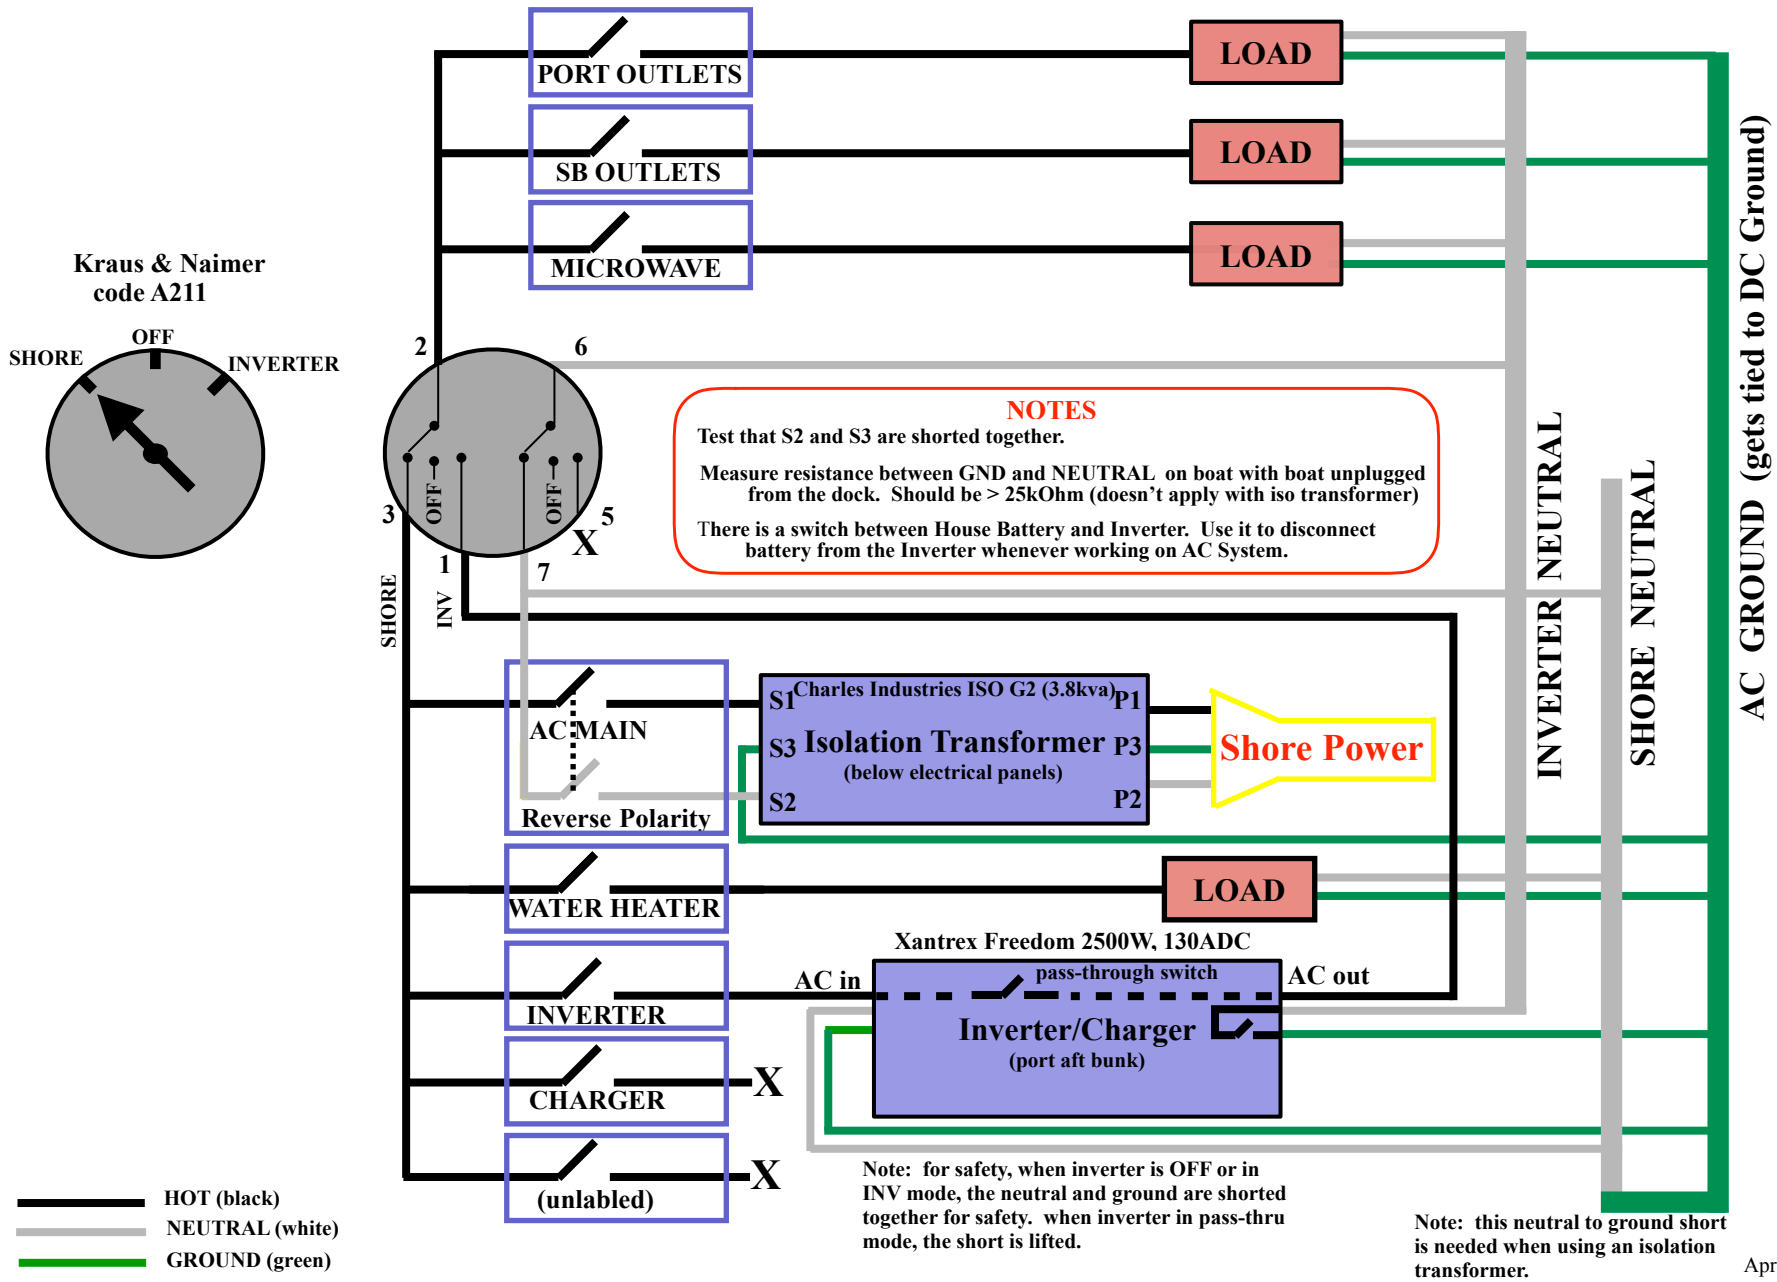 PORT OUTLETS
LOAD
SB OUTLETS
LOAD
MICROWAVE
LOAD
Kraus & Naimer
code A211
SHORE
OFF
INVERTER
2
6
3
OFF
OFF
5
X
1
7
SHORE
INV
NOTES
Test that S2 and S3 are shorted together.
Measure resistance between GND and NEUTRAL on boat with boat unplugged
from the dock. Should be > 25kOhm (doesn't apply with iso transformer)
There is a switch between House Battery and Inverter. Use it to disconnect
battery from the Inverter whenever working on AC System.
INVERTER NEUTRAL
SHORE NEUTRAL
AC GROUND (gets tied to DC Ground)
AC MAIN
Reverse Polarity
S1
Charles Industries ISO G2 (3.8kva)
P1
S3
Isolation Transformer
P3
(below electrical panels)
S2
P2
Shore Power
WATER HEATER
LOAD
Xantrex Freedom 2500W, 130ADC
INVERTER
AC in
pass-through switch
AC out
Inverter/Charger
(port aft bunk)
CHARGER
X
(unlabled)
X
HOT (black)
NEUTRAL (white)
GROUND (green)
Note: for safety, when inverter is OFF or in
INV mode, the neutral and ground are shorted
together for safety. when inverter in pass-thru
mode, the short is lifted.
Note: this neutral to ground short
is needed when using an isolation
transformer.
Apr